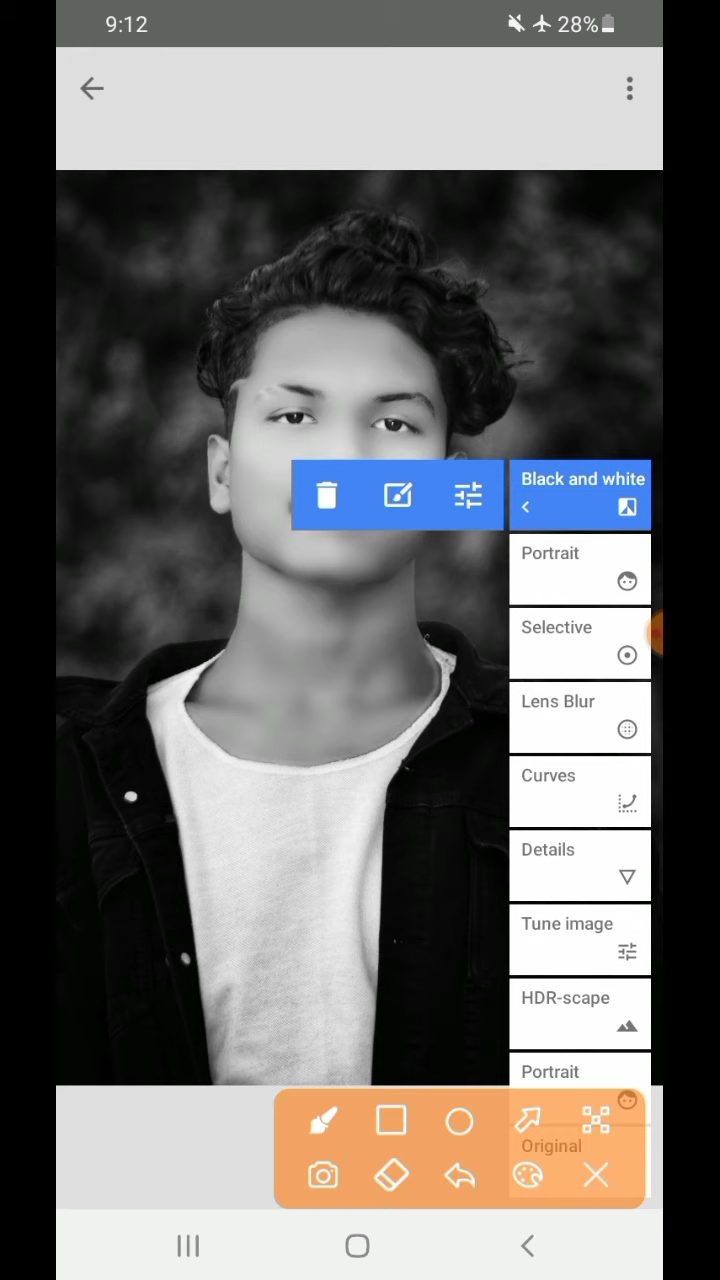 9:12
28%
Black and white
Portrait
Selective
Lens Blur
Curves
Details
Tune image
HDR-scape
Portrait
Original